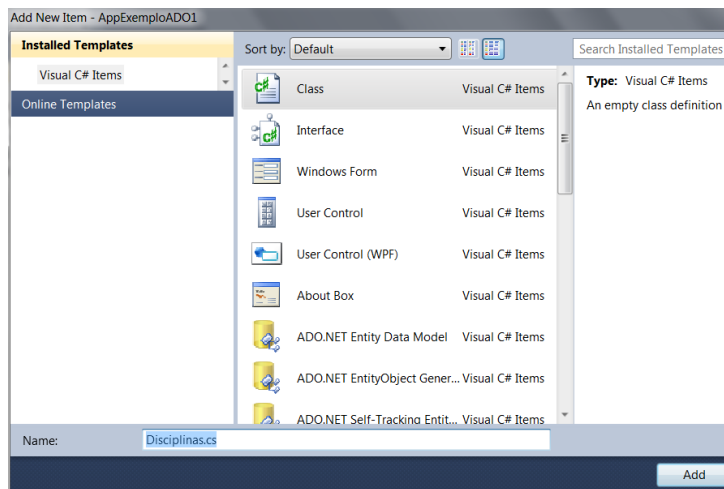 Add New Item - AppExemploADO1
Installed Templates
Visual C# Items
Online Templates
Sort by: Default
Search Installed Templates
Class Visual C# Items
Interface Visual C# Items
Windows Form Visual C# Items
User Control Visual C# Items
User Control (WPF) Visual C# Items
About Box Visual C# Items
ADO.NET Entity Data Model Visual C# Items
ADO.NET EntityObject Gener... Visual C# Items
ADO.NET Self-Tracking Entit... Visual C# Items
Type: Visual C# Items
An empty class definition
Name: Disciplinas.cs
Add